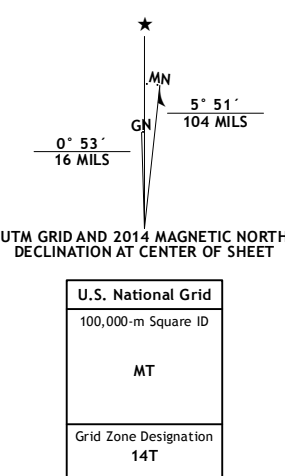 ★
MN
5° 51´
104 MILS
GN
0° 53´
16 MILS
UTM GRID AND 2014 MAGNETIC NORTH
DECLINATION AT CENTER OF SHEET
U.S. National Grid
100,000-m Square ID
MT
Grid Zone Designation
14T